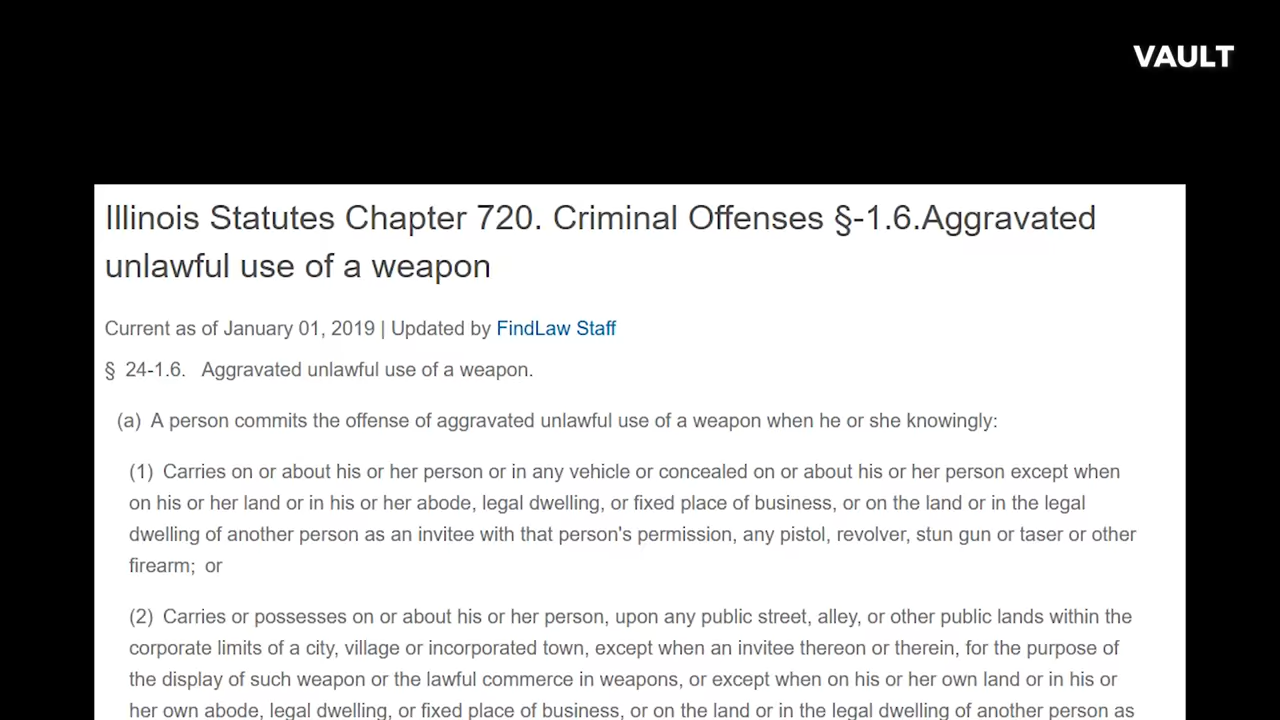 VAULT
Illinois Statutes Chapter 720. Criminal Offenses §-1.6.Aggravated
unlawful use of a weapon
Current as of January 01, 2019 | Updated by FindLaw Staff
§ 24-1.6. Aggravated unlawful use of a weapon.
(a) A person commits the offense of aggravated unlawful use of a weapon when he or she knowingly:
(1) Carries on or about his or her person or in any vehicle or concealed on or about his or her person except when
on his or her land or in his or her abode, legal dwelling, or fixed place of business, or on the land or in the legal
dwelling of another person as an invitee with that person's permission, any pistol, revolver, stun gun or taser or other
firearm; or
(2) Carries or possesses on or about his or her person, upon any public street, alley, or other public lands within the
corporate limits of a city, village or incorporated town, except when an invitee thereon or therein, for the purpose of
the display of such weapon or the lawful commerce in weapons, or except when on his or her own land or in his or
her own abode, legal dwelling, or fixed place of business, or on the land or in the legal dwelling of another person as